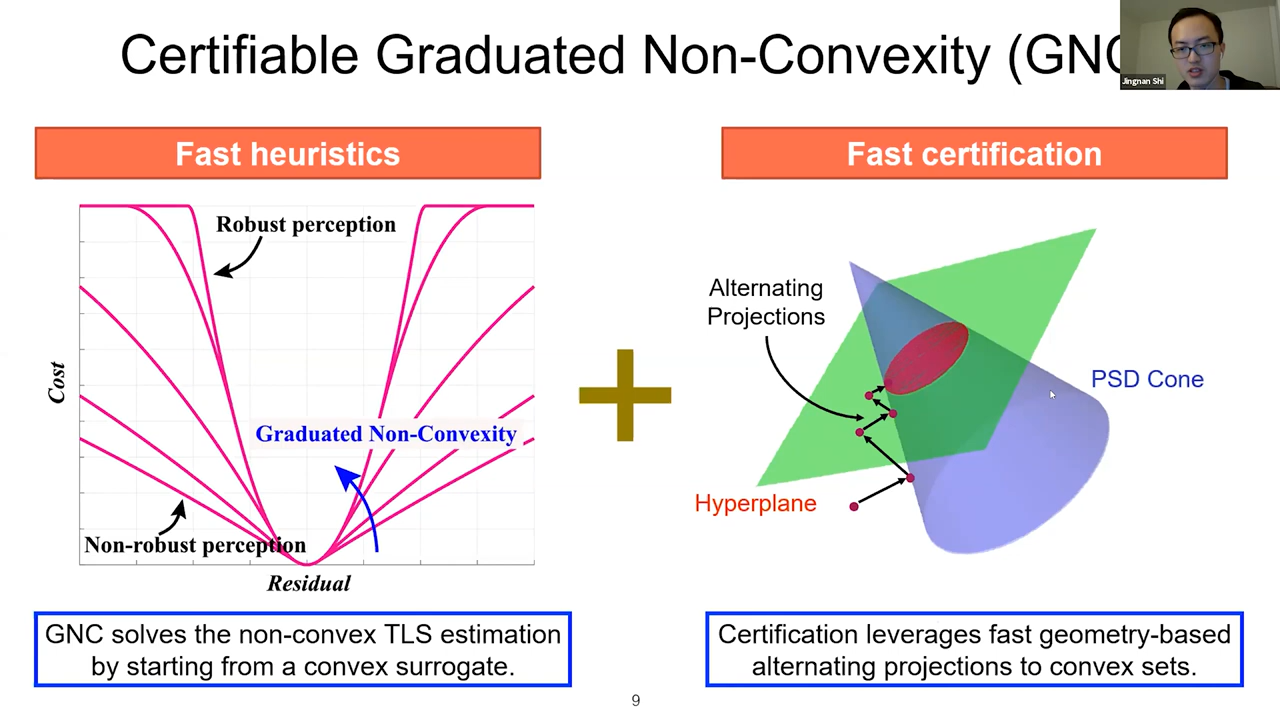 Certifiable Graduated Non-Convexity (GNC
Jingnan Shi
Fast heuristics
Fast certification
Robust perception
Graduated Non-Convexity
Non-robust perception
Cost
Residual
Alternating
Projections
PSD Cone
Hyperplane
GNC solves the non-convex TLS estimation
by starting from a convex surrogate.
Certification leverages fast geometry-based
alternating projections to convex sets.
9